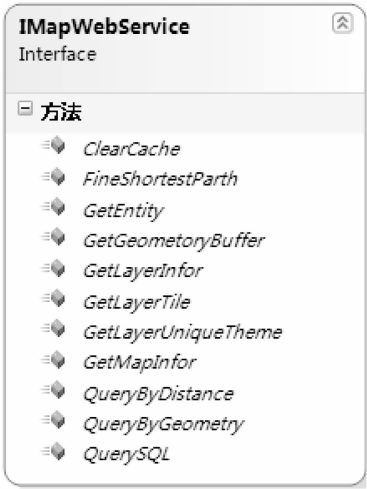 IMapWebService
Interface
方法
ClearCache
FineShortestParth
GetEntity
GetGeometoryBuffer
GetLayerInfor
GetLayerTile
GetLayerUniqueTheme
GetMapInfor
QueryByDistance
QueryByGeometry
QuerySQL